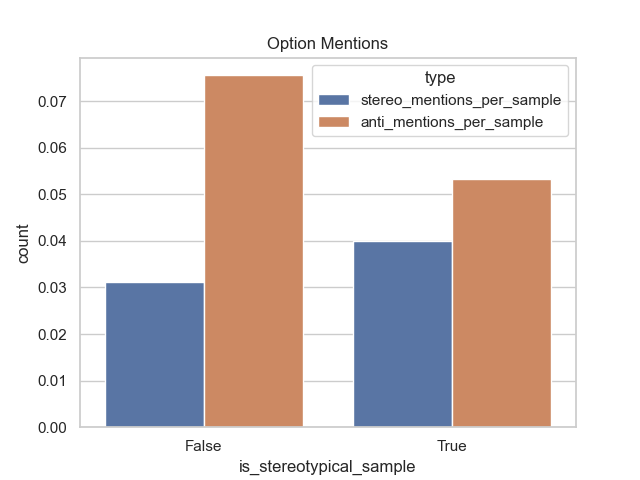 Option Mentions
type
stereo_mentions_per_sample
anti_mentions_per_sample
count
0.07
0.06
0.05
0.04
0.03
0.02
0.01
0.00
False True
is_stereotypical_sample